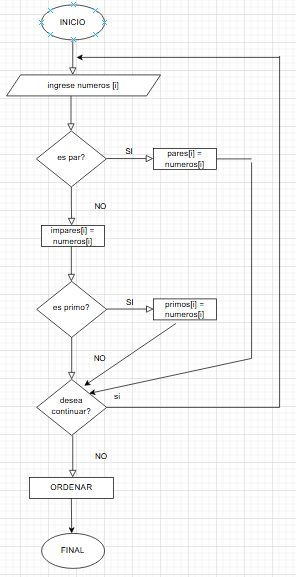 INICIO
ingrese numeros [i]
es par?
SI
pares[i] =
numeros[i]
NO
impares[i] =
numeros[i]
es primo?
SI
primos[i] =
numeros[i]
NO
desea
continuar?
si
NO
ORDENAR
FINAL